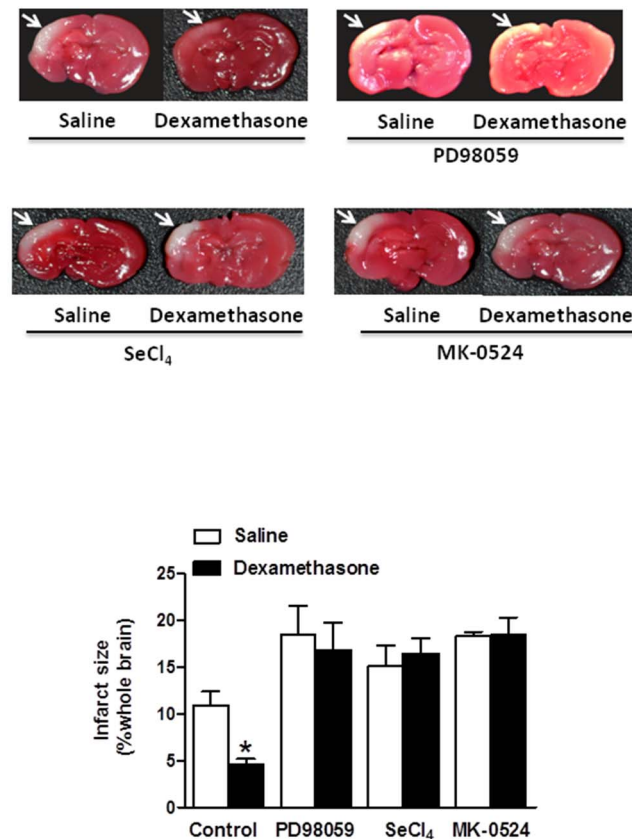 Saline Dexamethasone
Saline Dexamethasone
PD98059
Saline Dexamethasone
SeCl₄
Saline Dexamethasone
MK-0524
Saline
Dexamethasone
Infarct size
(%whole brain)
25
20
15
10
5
0
*
Control PD98059 SeCl₄ MK-0524